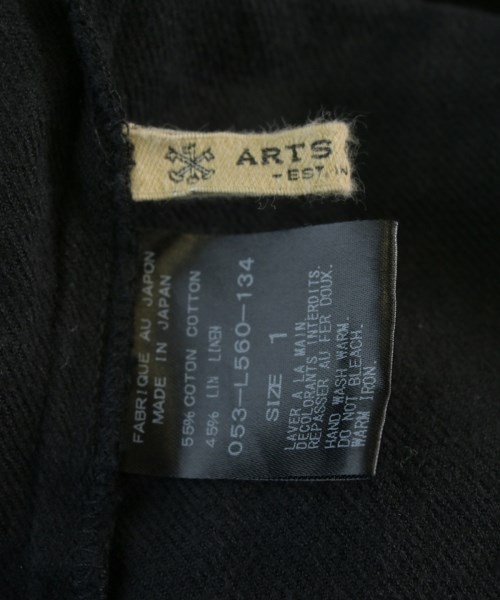 ARTS
- EST. IN
FABRIQUE AU JAPON
MADE IN JAPAN
55% COTON COTTON
45% LIN LINEN
053-L560-134
SIZE 1
LAVER A LA MAIN
DECOLORANTS INTERDITS.
REPASSER AU FER DOUX.
HAND WASH WARM.
DO NOT BLEACH.
WARM IRON.